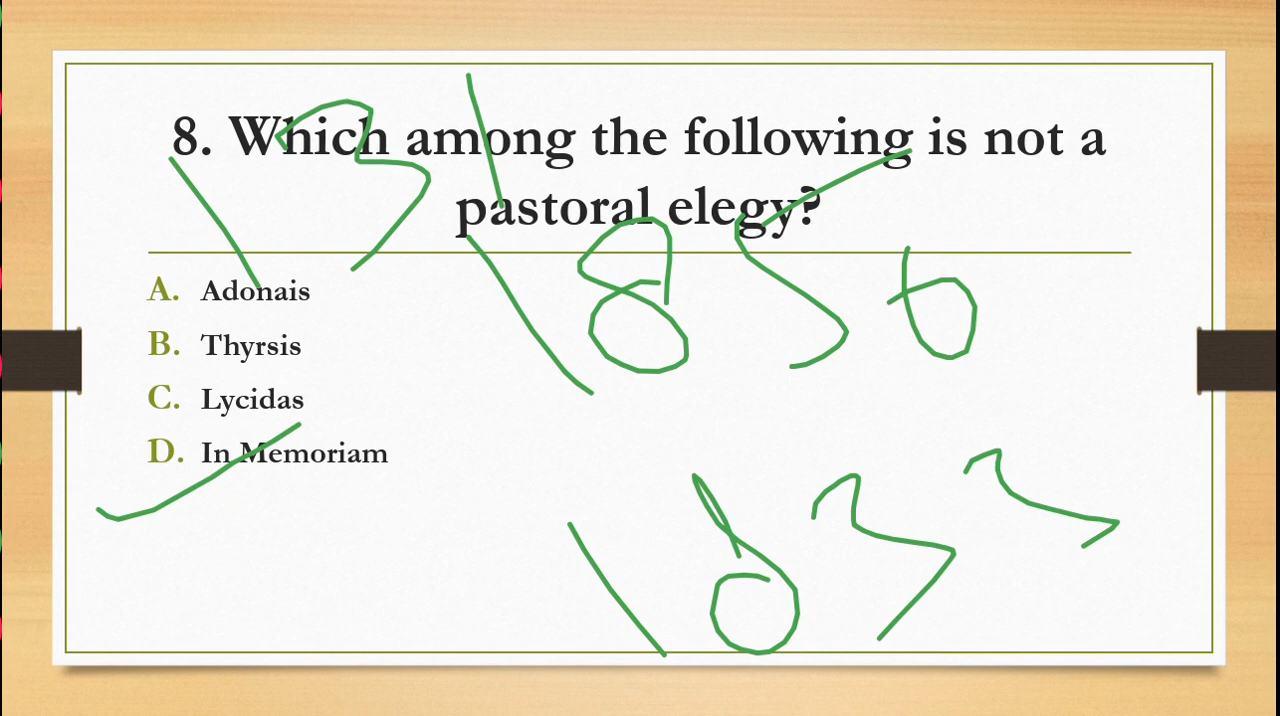 8. Which among the following is not a
pastoral elegy?
A. Adonais
B. Thyrsis
C. Lycidas
D. In Memoriam
1850
1833